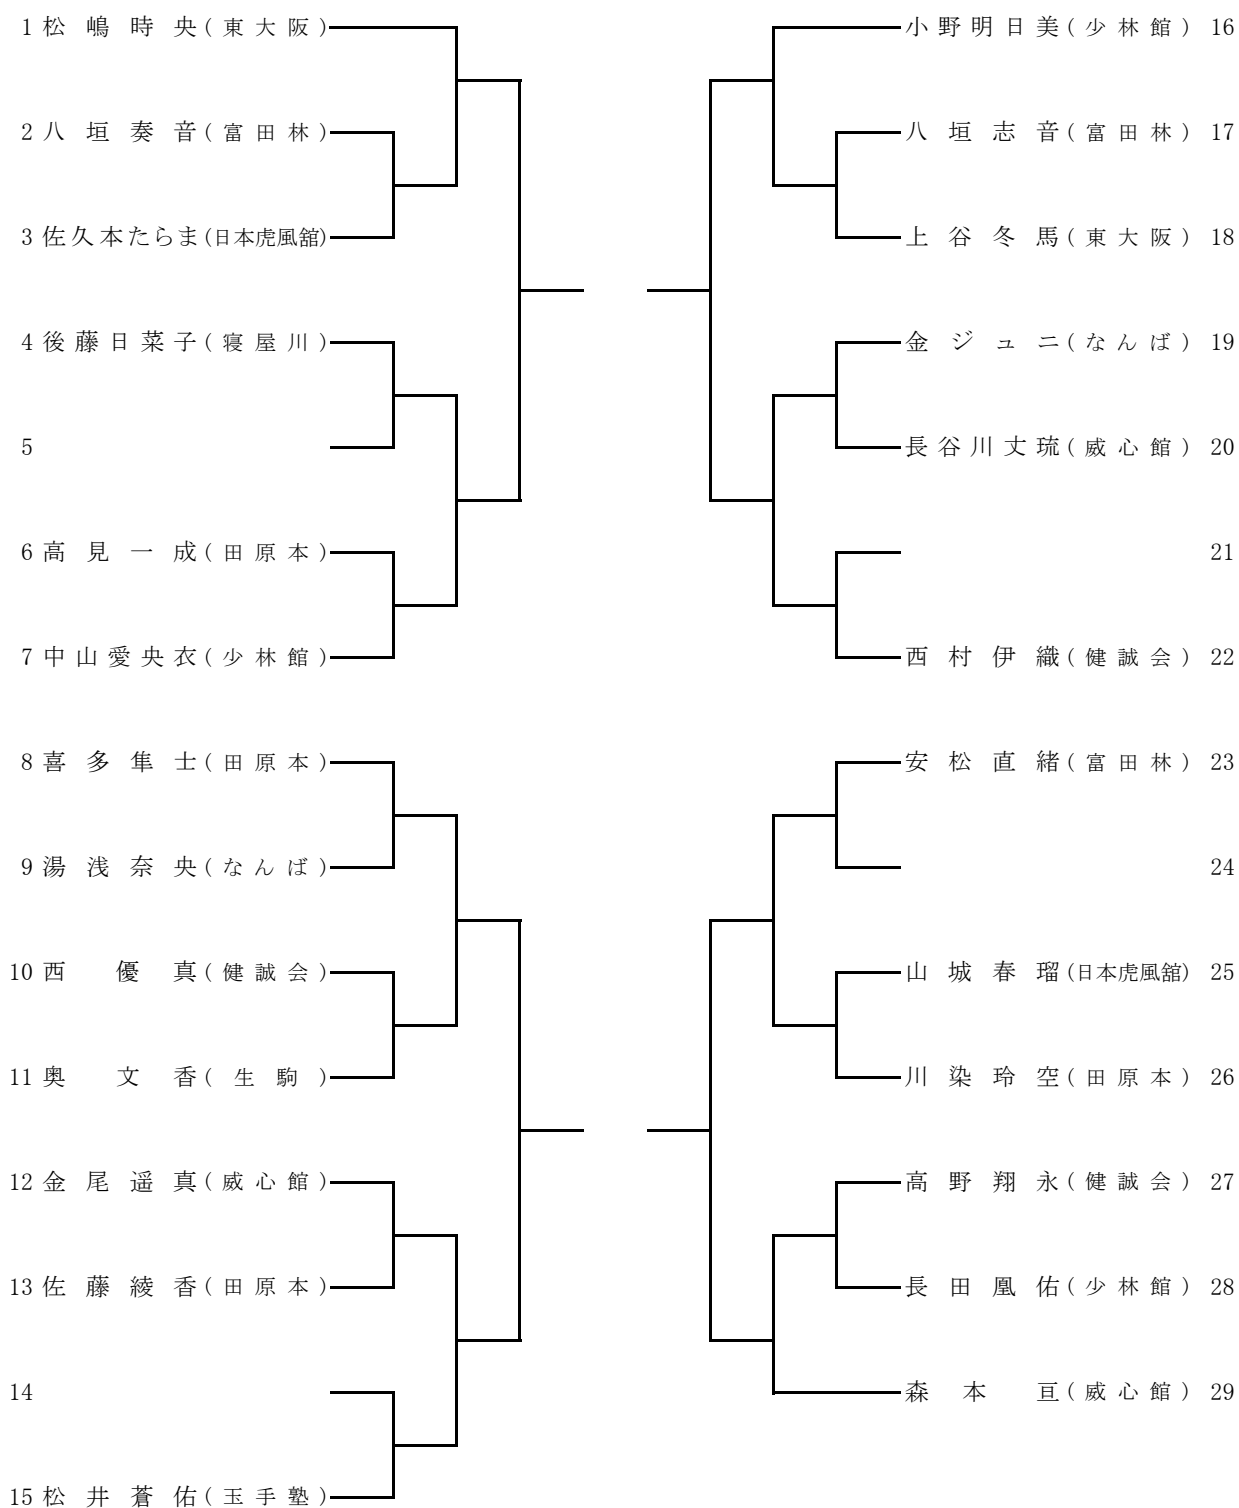 1 松嶋時央(東大阪)
2 八垣奏音(富田林)
3 佐久本たらま(日本虎風舘)
4 後藤日菜子(寝屋川)
5
6 高見一成(田原本)
7 中山愛央衣(少林館)
8 喜多隼士(田原本)
9 湯浅奈央(なんば)
10 西優真(健誠会)
11 奥文香(生駒)
12 金尾遥真(威心館)
13 佐藤綾香(田原本)
14
15 松井蒼佑(玉手塾)
小野明日美(少林館) 16
八垣志音(富田林) 17
上谷冬馬(東大阪) 18
金ジュニ(なんば) 19
長谷川丈琉(威心館) 20
21
西村伊織(健誠会) 22
安松直緒(富田林) 23
24
山城春瑠(日本虎風舘) 25
川染玲空(田原本) 26
高野翔永(健誠会) 27
長田凰佑(少林館) 28
森本亘(威心館) 29